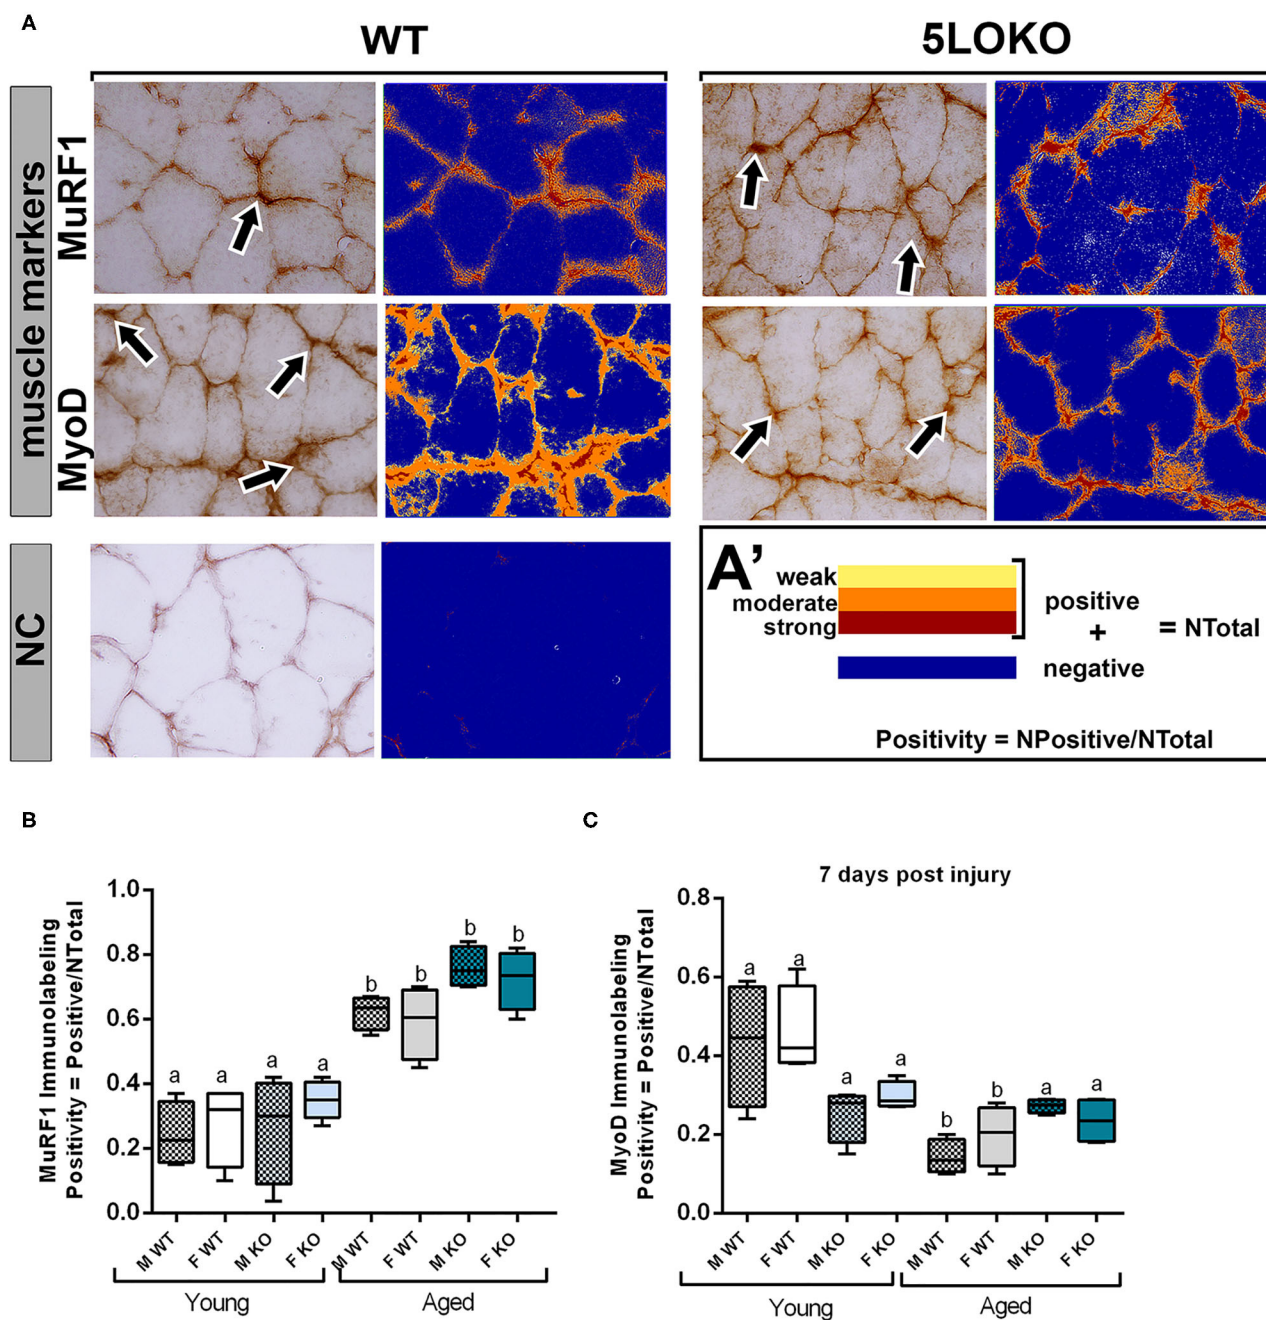 A
WT
5LOKO
muscle markers
MuRF1
MyoD
NC
A’
weak
moderate
strong
positive
+
= NTotal
negative
Positivity = NPositive/NTotal
B
MuRF1 Immunolabeling
Positivity = Positive/NTotal
1.0
0.8
0.6
0.4
0.2
0.0
a
a
a
a
b
b
b
b
M WT
F WT
M KO
F KO
M WT
F WT
M KO
F KO
Young
Aged
C
7 days post injury
MyoD Immunolabeling
Positivity = Positive/NTotal
0.8
0.6
0.4
0.2
0.0
a
a
a
a
b
b
a
a
M WT
F WT
M KO
F KO
M WT
F WT
M KO
F KO
Young
Aged